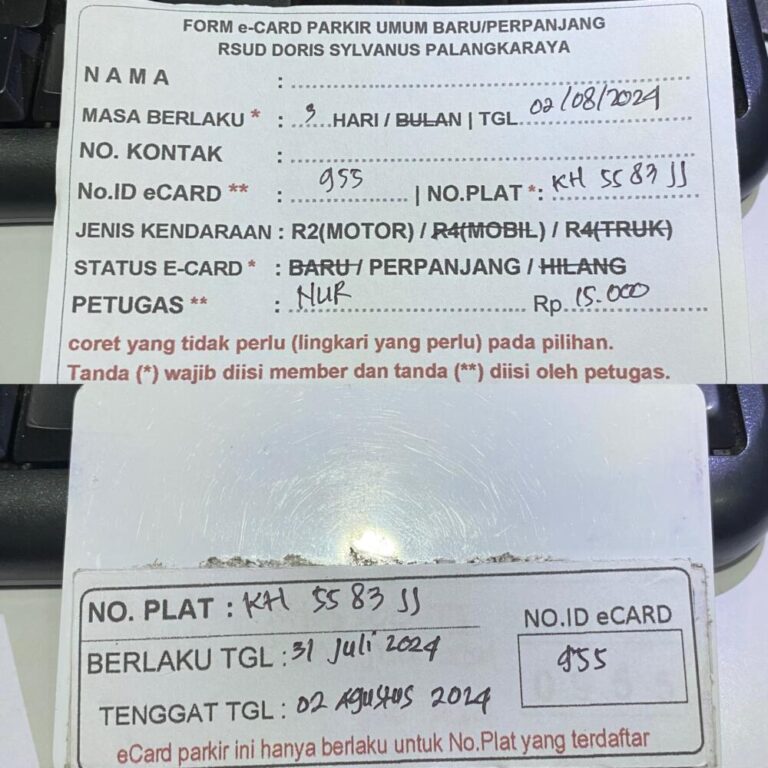 FORM e-CARD PARKIR UMUM BARU/PERPANJANG
RSUD DORIS SYLVANUS PALANGKARAYA
NAMA :
MASA BERLAKU * : 3 HARI / BULAN | TGL 02/08/2024
NO. KONTAK :
No.ID eCARD ** : 955 | NO.PLAT *: KH 5583 JJ
JENIS KENDARAAN : R2(MOTOR) / R4(MOBIL) / R4(TRUK)
STATUS E-CARD * : BARU / PERPANJANG / HILANG
PETUGAS ** : NUR Rp 15.000
coret yang tidak perlu (lingkari yang perlu) pada pilihan.
Tanda (*) wajib diisi member dan tanda (**) diisi oleh petugas.
NO. PLAT : KH 5583 JJ
NO.ID eCARD
BERLAKU TGL : 31 Juli 2024
955
TENGGAT TGL : 02 Agustus 2024
eCard parkir ini hanya berlaku untuk No.Plat yang terdaftar